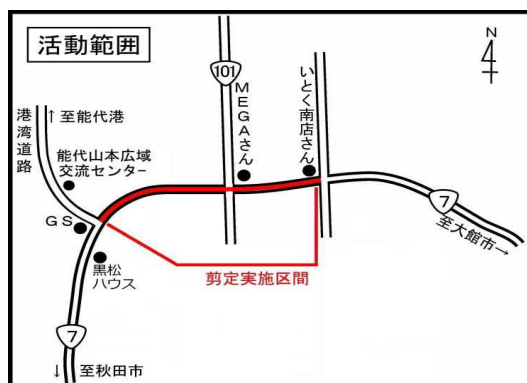 活動範囲
N
101
いとく南店さん
MEGAさん
港湾道路
↑至能代港
能代山本広域
交流センター
GS
7
至大館市→
剪定実施区間
黒松
ハウス
7
↓至秋田市